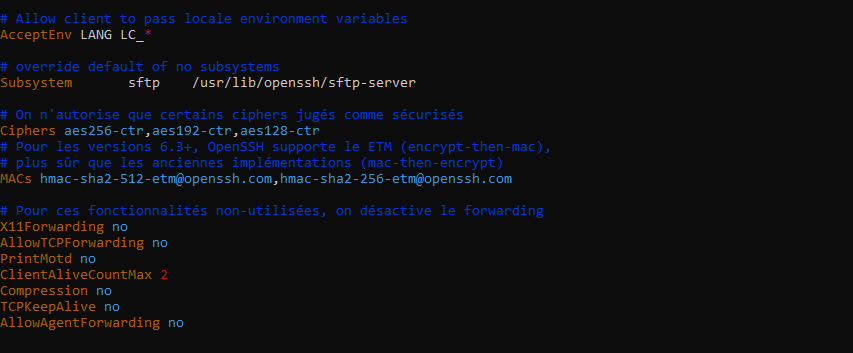 # Allow client to pass locale environment variables
AcceptEnv LANG LC_*
# override default of no subsystems
Subsystem       sftp    /usr/lib/openssh/sftp-server
# On n'autorise que certains ciphers jugés comme sécurisés
Ciphers aes256-ctr,aes192-ctr,aes128-ctr
# Pour les versions 6.3+, OpenSSH supporte le ETM (encrypt-then-mac),
# plus sûr que les anciennes implémentations (mac-then-encrypt)
MACs hmac-sha2-512-etm@openssh.com,hmac-sha2-256-etm@openssh.com
# Pour ces fonctionnalités non-utilisées, on désactive le forwarding
X11Forwarding no
AllowTCPForwarding no
PrintMotd no
ClientAliveCountMax 2
Compression no
TCPKeepAlive no
AllowAgentForwarding no